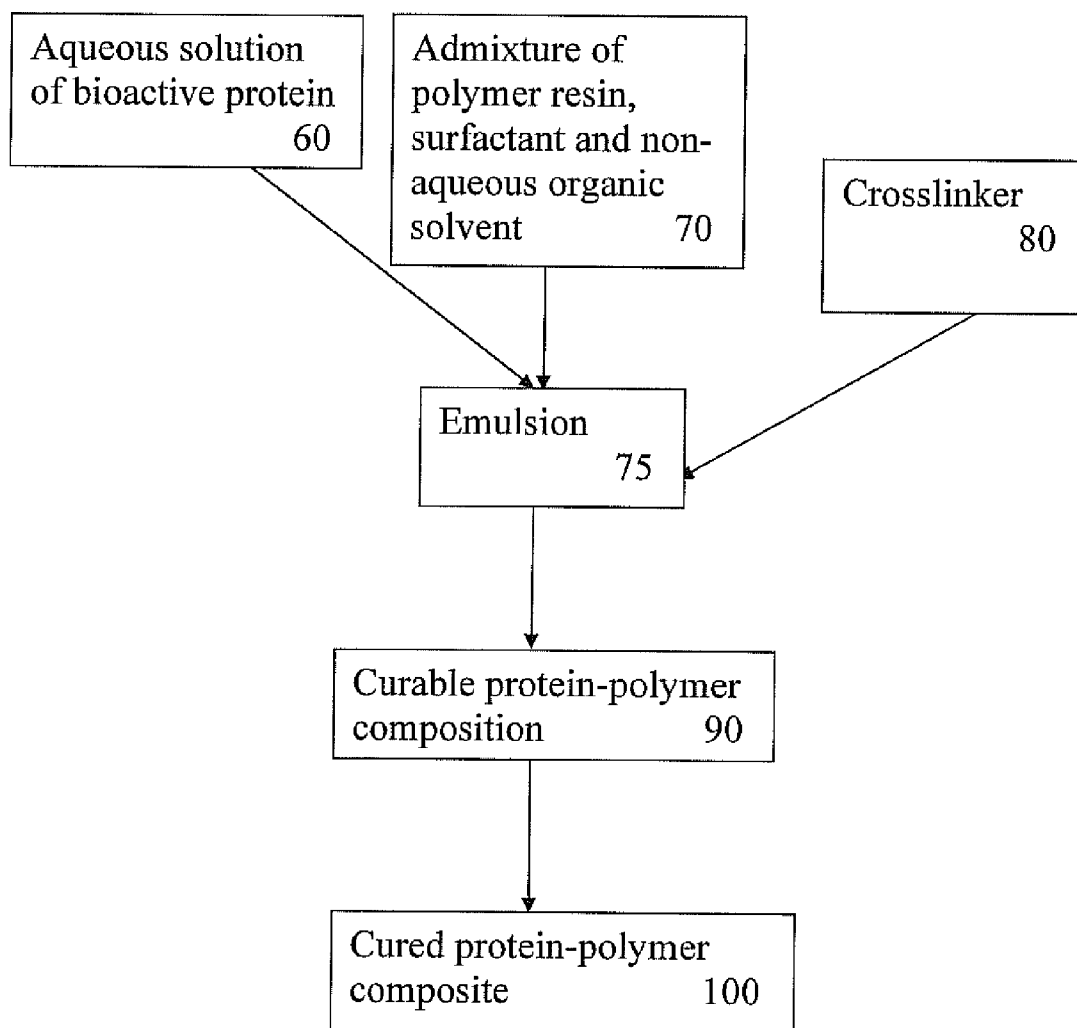 Aqueous solution
of bioactive protein
60
Admixture of
polymer resin,
surfactant and non-
aqueous organic
solvent 70
Crosslinker
80
Emulsion
75
Curable protein-polymer
composition 90
Cured protein-polymer
composite 100